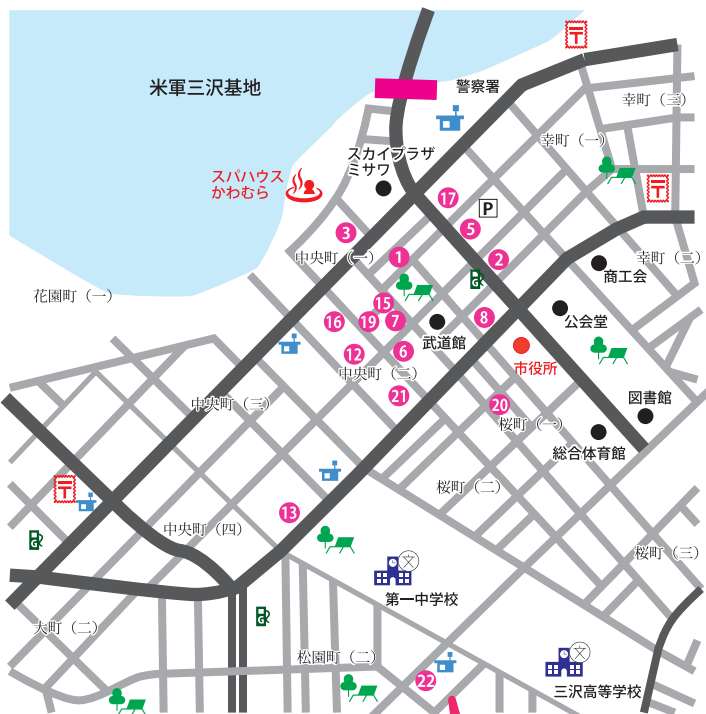 〒
米軍三沢基地
警察署
幸町（三）
幸町（一）
スカイプラザ
ミサワ
スパハウス
かわむら
〒
17
P
5
3
中央町（一）
1
2
幸町（二）
商工会
花園町（一）
G
15
16
19
7
8
公会堂
武道館
12
6
市役所
中央町（二）
21
中央町（三）
20
図書館
桜町（一）
総合体育館
〒
桜町（二）
13
中央町（四）
G
桜町（三）
文
第一中学校
G
大町（二）
松園町（二）
文
22
三沢高等学校